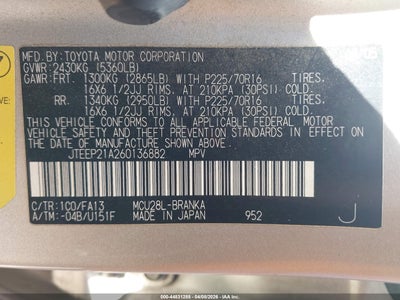 MFD. BY: TOYOTA MOTOR CORPORATION
GVWR:2430KG (5360LB)
GAWR:FRT. 1300KG (2865LB) WITH P225/70R16
16X6 1/2JJ RIMS, AT 210KPA (30PSI) COLD.
RR. 1340KG (2950LB) WITH P225/70R16
16X6 1/2JJ RIMS, AT 210KPA (30PSI) COLD.
THIS VEHICLE CONFORMS TO ALL APPLICABLE FEDERAL MOTOR
VEHICLE SAFETY AND THEFT PREVENTION STANDARDS IN EFFECT ON THE
DATE OF MANUFACTURE SHOWN ABOVE.
JTEEP21A260136882 MPV
C/TR:1C0/FA13 MCU28L-BRANKA
A/TM:-04B/U151F MADE IN JAPAN 952
J
© IAA - 44631285 - 04/08/2026